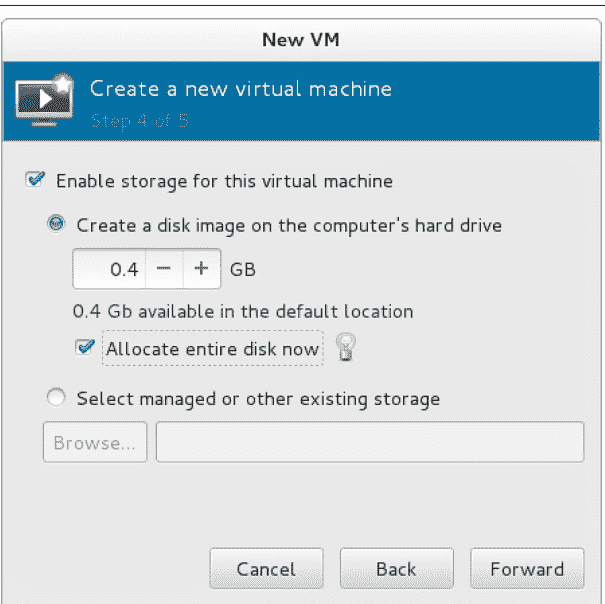 New VM
Create a new virtual machine
Step 4 of 5
Enable storage for this virtual machine
Create a disk image on the computer's hard drive
0.4 − + GB
0.4 Gb available in the default location
Allocate entire disk now
Select managed or other existing storage
Browse...
Cancel Back Forward